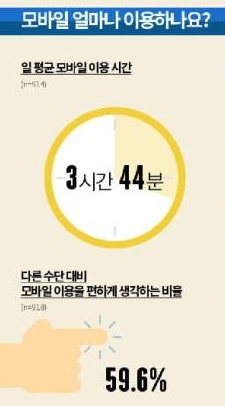 모바일 얼마나 이용하나요?
일 평균 모바일 이용 시간
(n=914)
3시간 44분
다른 수단 대비
모바일 이용을 편하게 생각하는 비율
(n=918)
59.6%